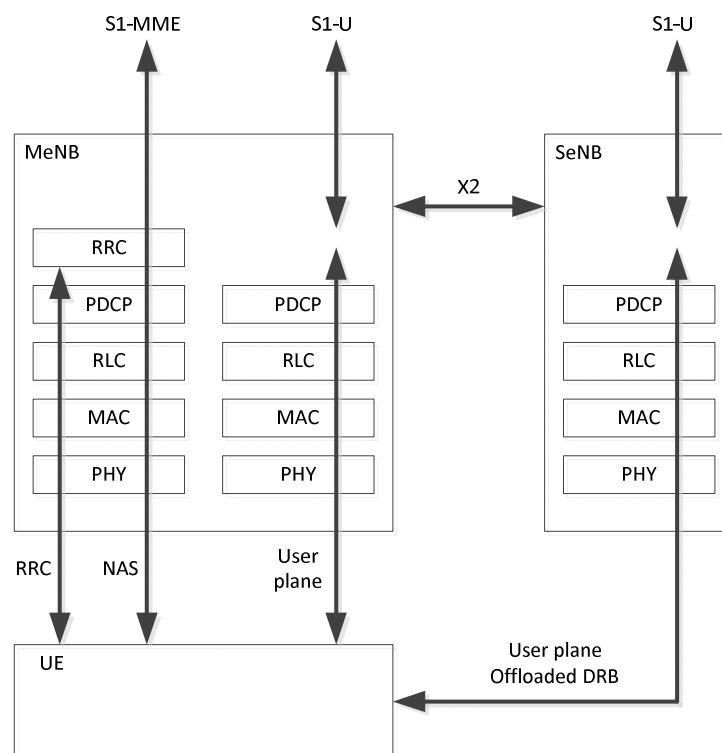 S1-MME
S1-U
S1-U
MeNB
SeNB
X2
RRC
PDCP
PDCP
PDCP
RLC
RLC
RLC
MAC
MAC
MAC
PHY
PHY
PHY
RRC
NAS
User
plane
UE
User plane
Offloaded DRB